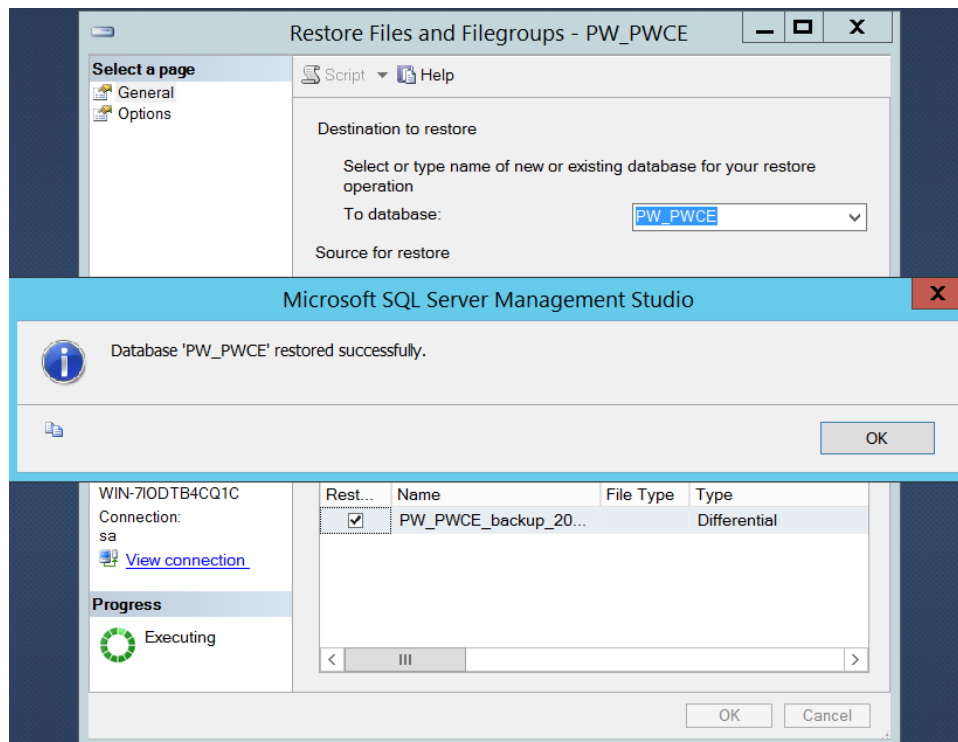 Restore Files and Filegroups - PW_PWCE
Select a page
General
Options
Script
Help
Destination to restore
Select or type name of new or existing database for your restore
operation
To database:
PW_PWCE
Source for restore
Microsoft SQL Server Management Studio
Database 'PW_PWCE' restored successfully.
OK
WIN-7IODTB4CQ1C
Connection:
sa
View connection
Progress
Executing
Rest... Name File Type Type
PW_PWCE_backup_20... Differential
OK Cancel